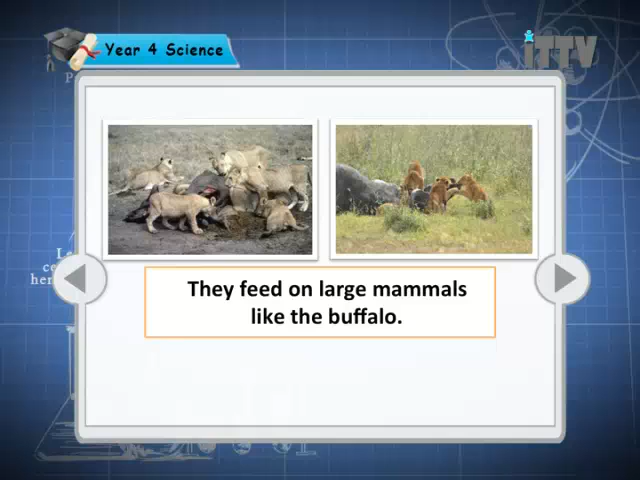 Year 4 Science
iTTV
They feed on large mammals
like the buffalo.